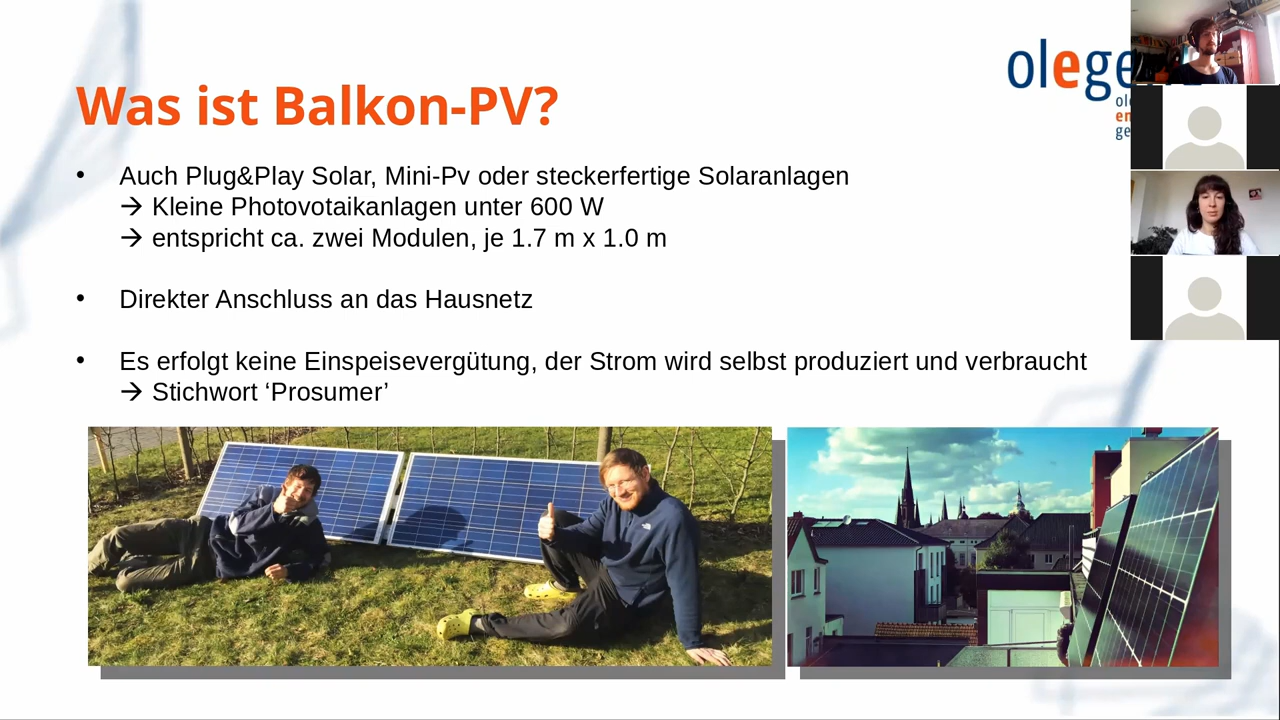 olege
Was ist Balkon-PV?
• Auch Plug&Play Solar, Mini-Pv oder steckerfertige Solaranlagen
→ Kleine Photovotaikanlagen unter 600 W
→ entspricht ca. zwei Modulen, je 1.7 m x 1.0 m
• Direkter Anschluss an das Hausnetz
• Es erfolgt keine Einspeisevergütung, der Strom wird selbst produziert und verbraucht
→ Stichwort ‘Prosumer’